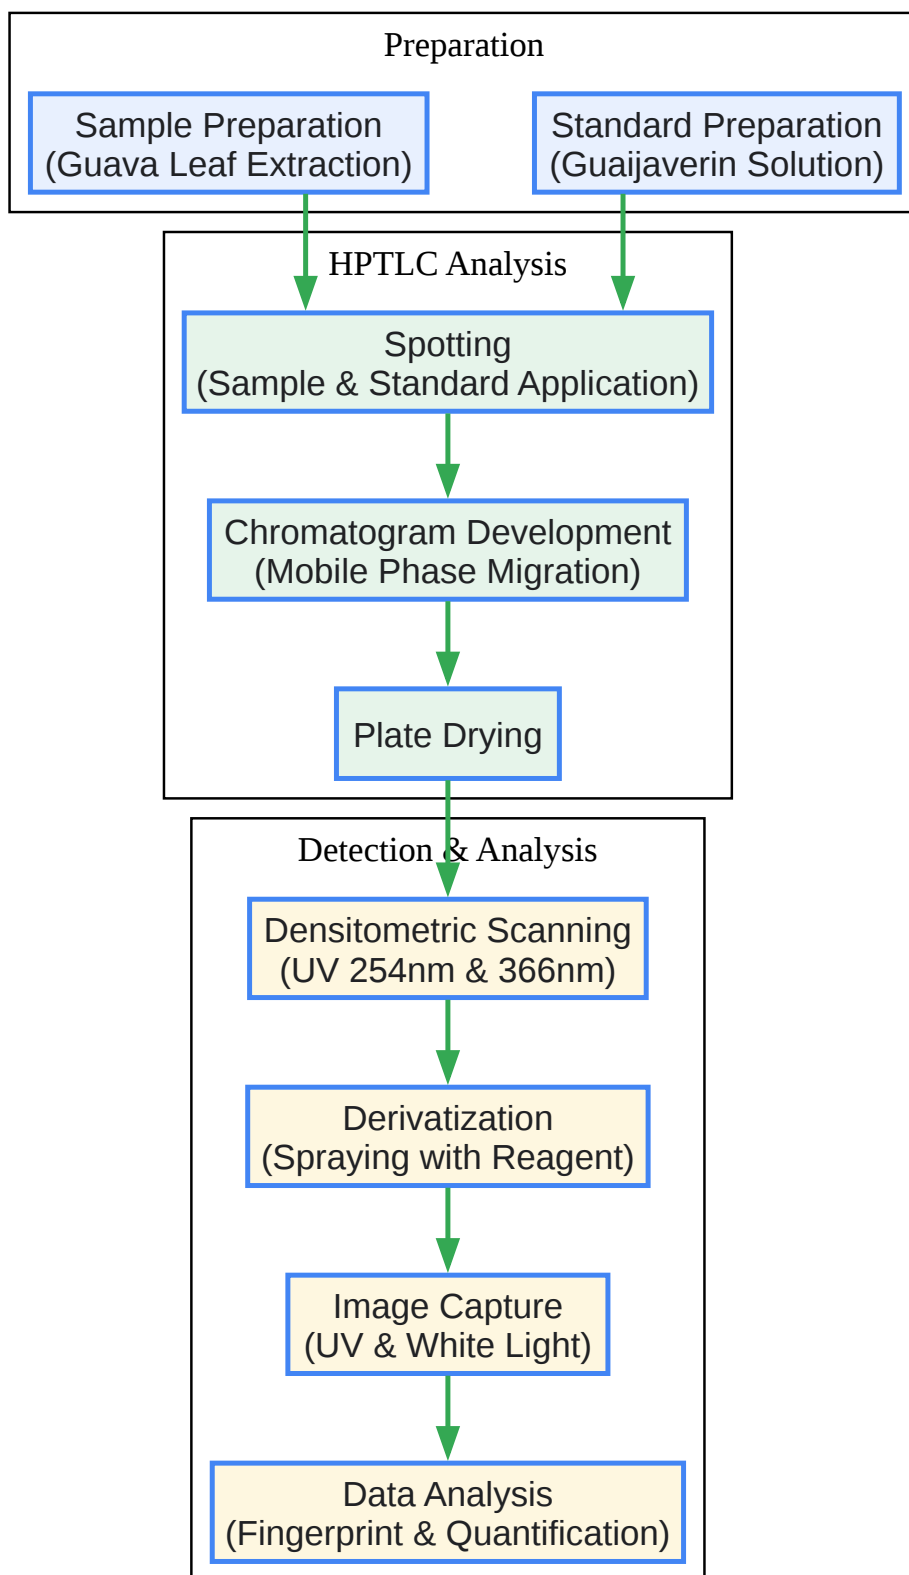 Preparation
Sample Preparation
(Guava Leaf Extraction)
Standard Preparation
(Guaijaverin Solution)
HPTLC Analysis
Spotting
(Sample & Standard Application)
Chromatogram Development
(Mobile Phase Migration)
Plate Drying
Detection & Analysis
Densitometric Scanning
(UV 254nm & 366nm)
Derivatization
(Spraying with Reagent)
Image Capture
(UV & White Light)
Data Analysis
(Fingerprint & Quantification)